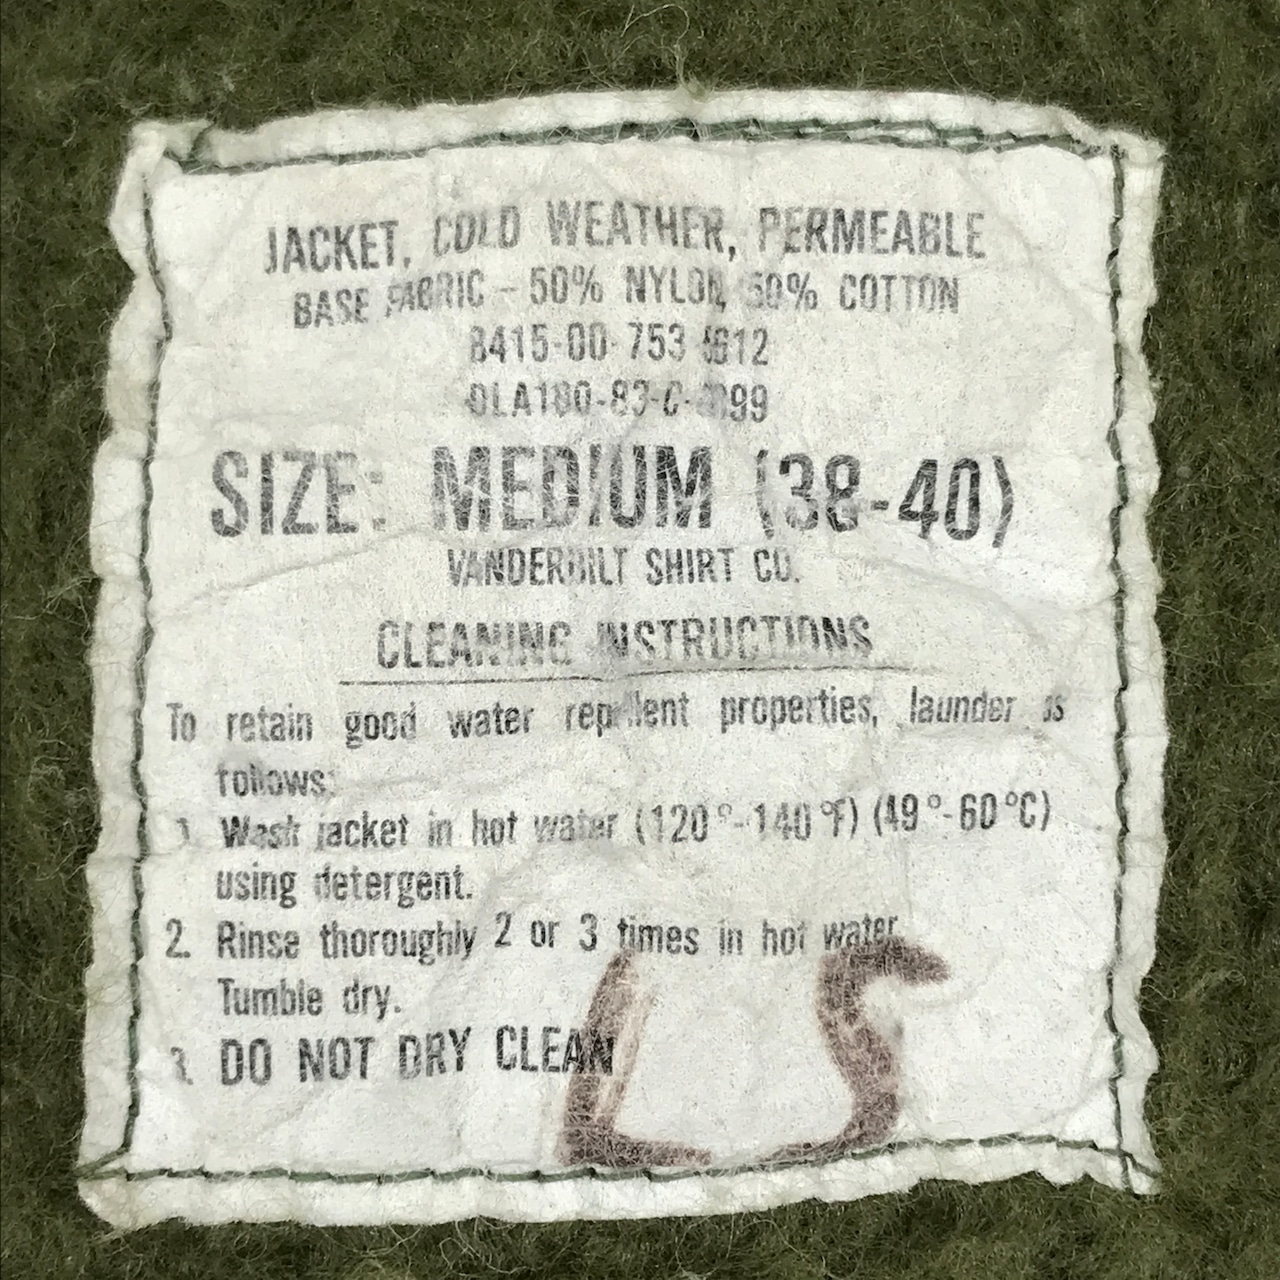 JACKET, COLD WEATHER, PERMEABLE
BASE FABRIC - 50% NYLON, 50% COTTON
8415-00-753
SIZE: MEDIUM (38-40)
VANDERBILT SHIRT CO.
CLEANING INSTRUCTIONS
To retain good water repellent properties, launder as
follows:
1. Wash jacket in hot water (120°-140°F) (49°-60°C)
using detergent.
2. Rinse thoroughly 2 or 3 times in hot water.
Tumble dry.
3. DO NOT DRY CLEAN
LS